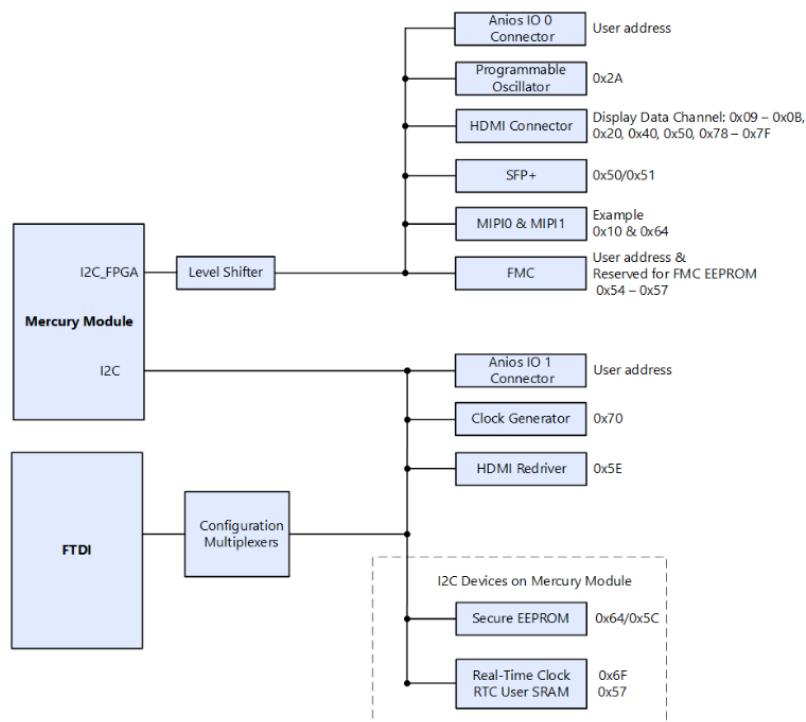 Anios IO 0
Connector
User address
Programmable
Oscillator
0x2A
HDMI Connector
Display Data Channel: 0x09 – 0x0B,
0x20, 0x40, 0x50, 0x78 – 0x7F
SFP+
0x50/0x51
MIPI0 & MIPI1
Example
0x10 & 0x64
I2C_FPGA
Level Shifter
FMC
User address &
Reserved for FMC EEPROM
0x54 – 0x57
Mercury Module
I2C
Anios IO 1
Connector
User address
Clock Generator
0x70
HDMI Redriver
0x5E
FTDI
Configuration
Multiplexers
I2C Devices on Mercury Module
Secure EEPROM
0x64/0x5C
Real-Time Clock
RTC User SRAM
0x6F
0x57